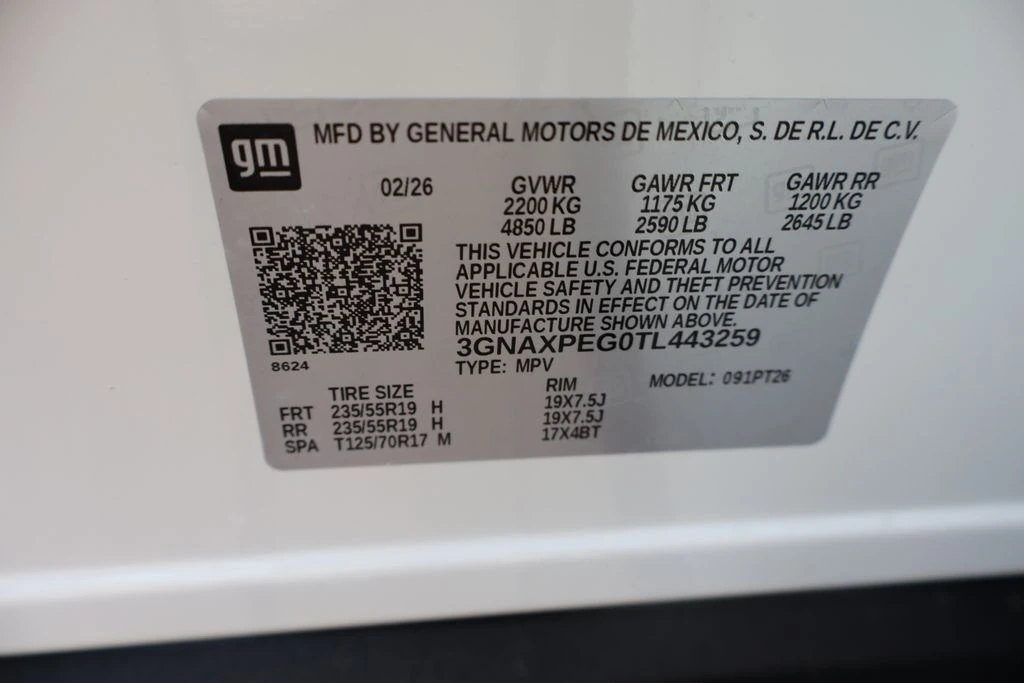 gm
MFD BY GENERAL MOTORS DE MEXICO, S. DE R.L. DE C.V.
02/26 GVWR GAWR FRT GAWR RR
2200 KG 1175 KG 1200 KG
4850 LB 2590 LB 2645 LB
THIS VEHICLE CONFORMS TO ALL
APPLICABLE U.S. FEDERAL MOTOR
VEHICLE SAFETY AND THEFT PREVENTION
STANDARDS IN EFFECT ON THE DATE OF
MANUFACTURE SHOWN ABOVE.
3GNAXPEG0TL443259
8624
TYPE: MPV MODEL: 091PT26
TIRE SIZE RIM
FRT 235/55R19 H 19X7.5J
RR 235/55R19 H 19X7.5J
SPA T125/70R17 M 17X4BT